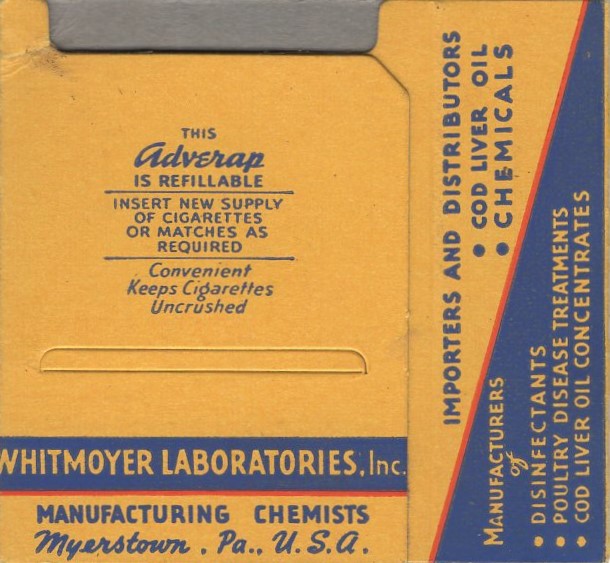 THIS
Adverap
IS REFILLABLE
INSERT NEW SUPPLY
OF CIGARETTES
OR MATCHES AS
REQUIRED
Convenient
Keeps Cigarettes
Uncrushed
WHITMOYER LABORATORIES, Inc.
MANUFACTURING CHEMISTS
Myerstown, Pa., U.S.A.
IMPORTERS AND DISTRIBUTORS
• COD LIVER OIL
• CHEMICALS
MANUFACTURERS
of
• DISINFECTANTS
• POULTRY DISEASE TREATMENTS
• COD LIVER OIL CONCENTRATES